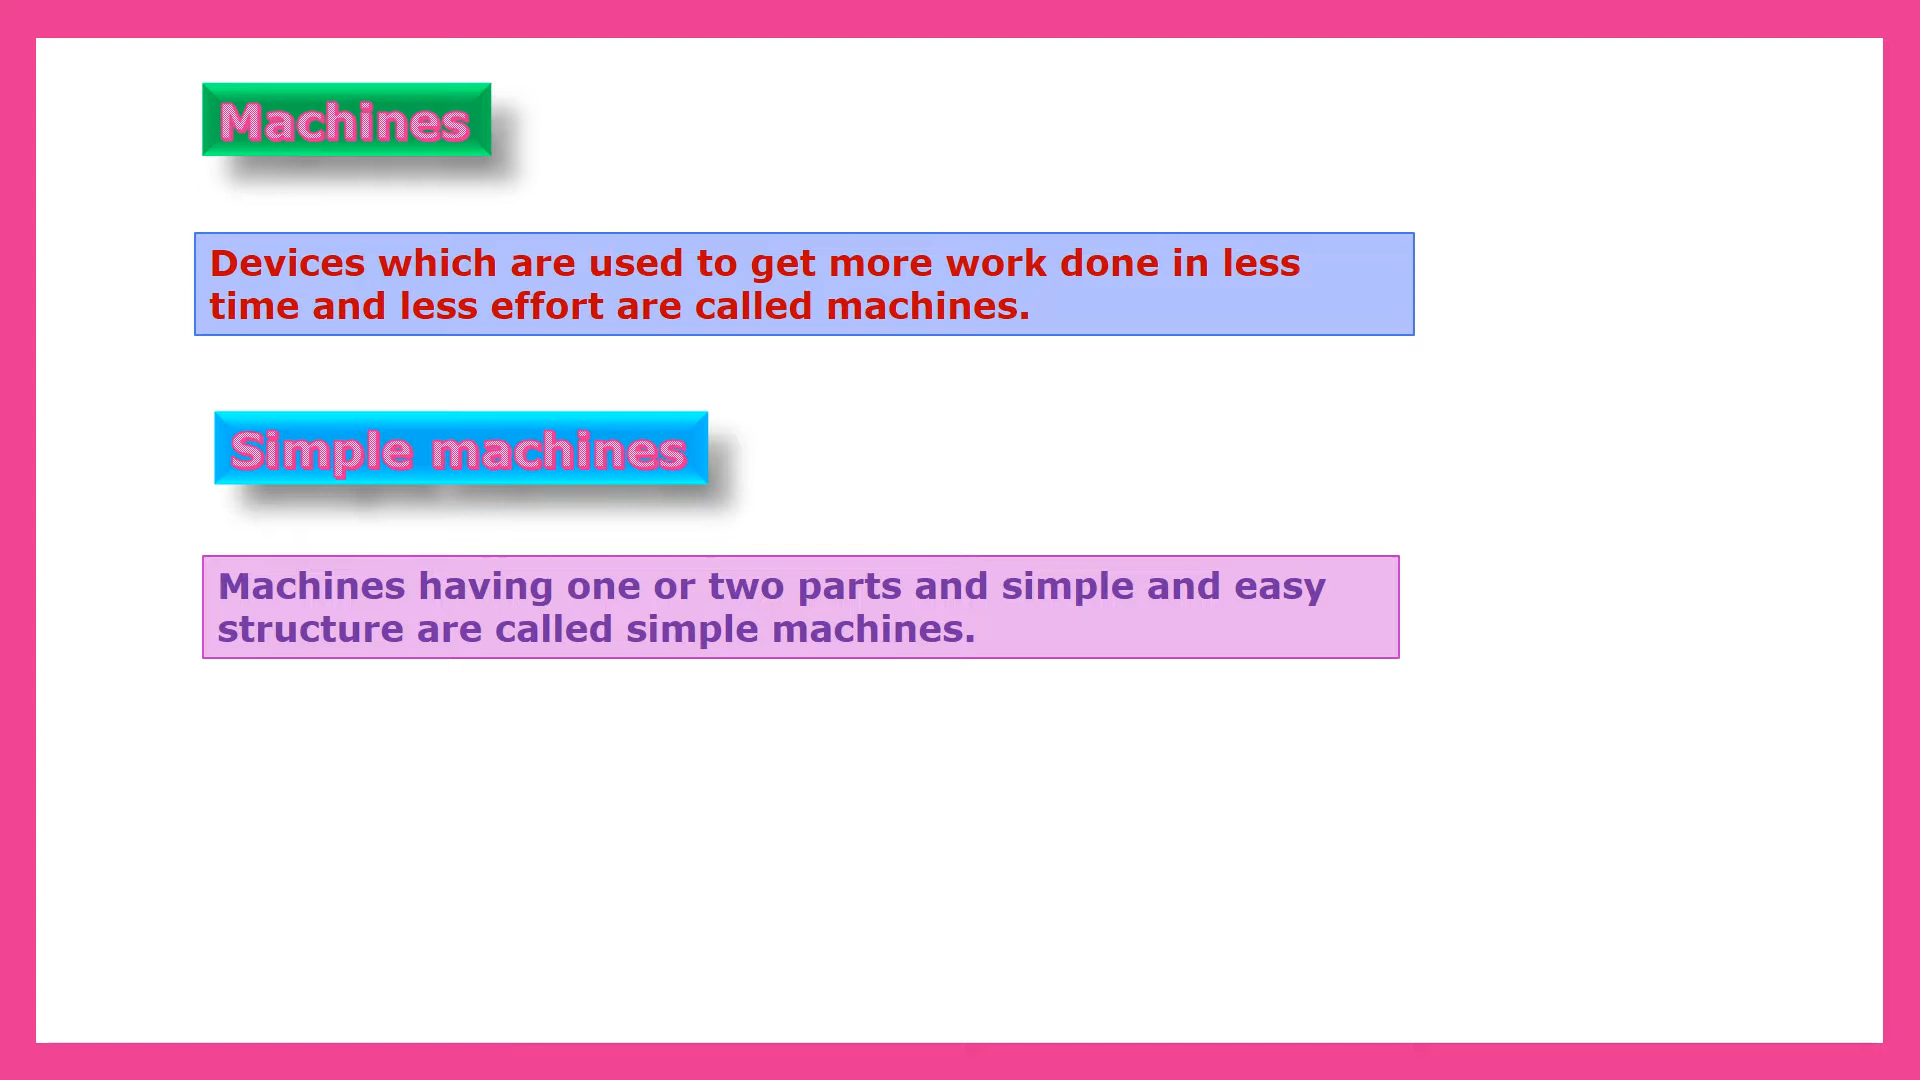 Machines
Devices which are used to get more work done in less
time and less effort are called machines.
Simple machines
Machines having one or two parts and simple and easy
structure are called simple machines.